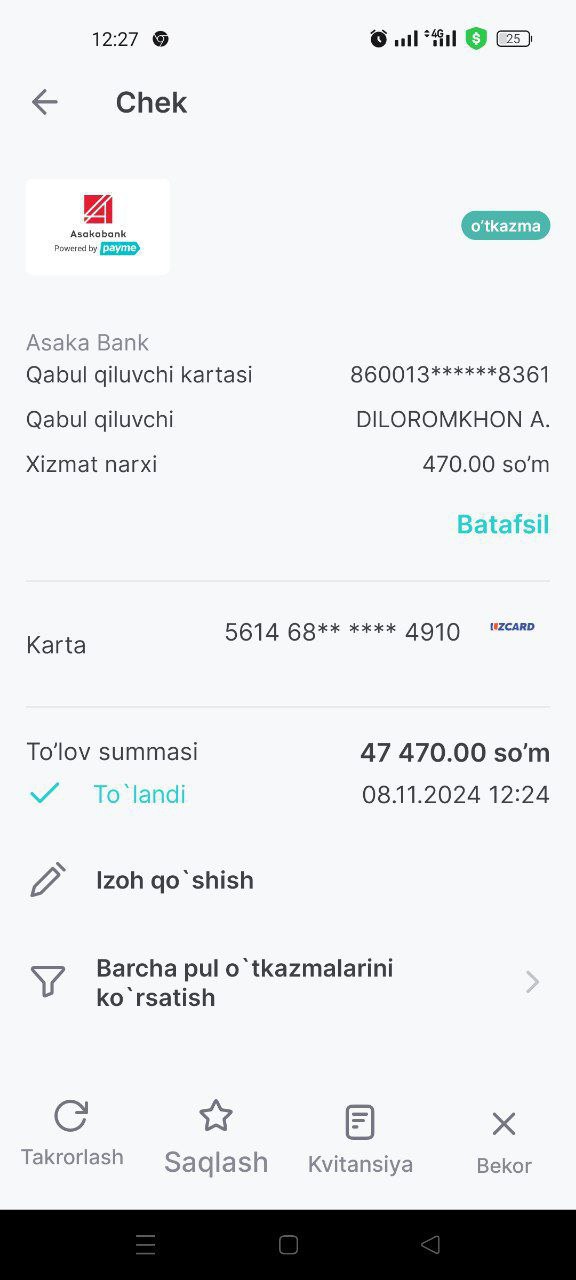 12:27
4G
25
Chek
Asakabank
Powered by payme
o'tkazma
Asaka Bank
Qabul qiluvchi kartasi 860013******8361
Qabul qiluvchi DILOROMKHON A.
Xizmat narxi 470.00 so'm
Batafsil
Karta 5614 68** **** 4910 UZCARD
To'lov summasi 47 470.00 so'm
To`landi 08.11.2024 12:24
Izoh qo`shish
Barcha pul o`tkazmalarini
ko`rsatish
Takrorlash Saqlash Kvitansiya Bekor